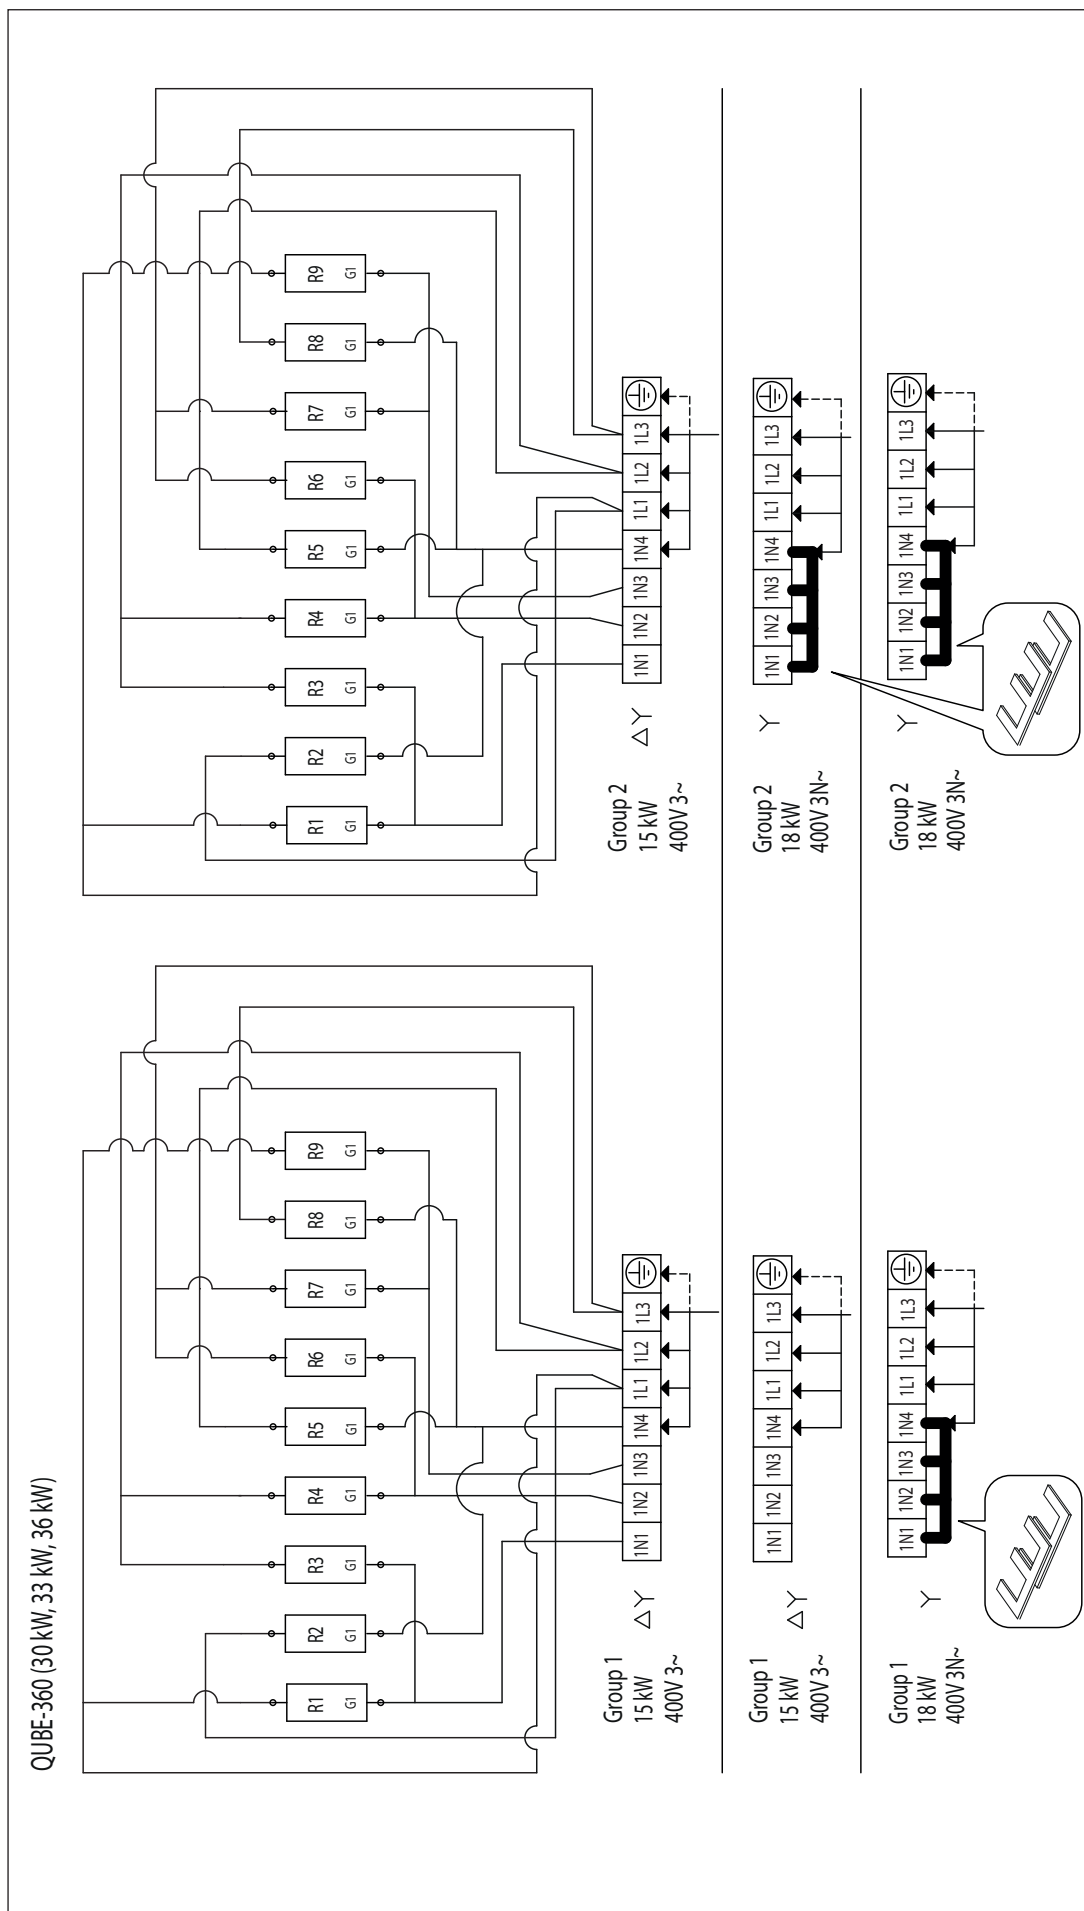 QUBE-360 (30 kW, 33 kW, 36 kW)
R1 G1
R2 G1
R3 G1
R4 G1
R5 G1
R6 G1
R7 G1
R8 G1
R9 G1
R1 G1
R2 G1
R3 G1
R4 G1
R5 G1
R6 G1
R7 G1
R8 G1
R9 G1
Group 1
15 kW
400V 3~
△Y
1N1 1N2 1N3 1N4 1L1 1L2 1L3
Group 2
15 kW
400V 3~
△Y
1N1 1N2 1N3 1N4 1L1 1L2 1L3
Group 1
15 kW
400V 3~
△Y
1N1 1N2 1N3 1N4 1L1 1L2 1L3
Group 2
18 kW
400V 3N~
Y
1N1 1N2 1N3 1N4 1L1 1L2 1L3
Group 1
18 kW
400V 3N~
Y
1N1 1N2 1N3 1N4 1L1 1L2 1L3
Group 2
18 kW
400V 3N~
Y
1N1 1N2 1N3 1N4 1L1 1L2 1L3